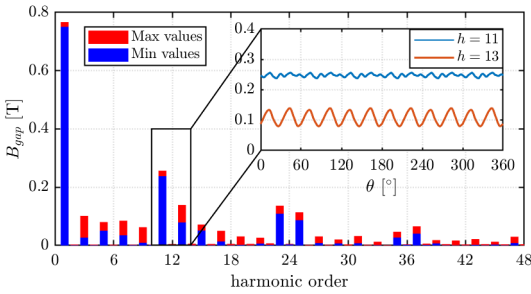 0.8
0.6
0.4
0.2
0
B_gap [T]
Max values
Min values
0.4
0.3
0.2
0.1
0
h = 11
h = 13
0 60 120 180 240 300 360
θ [°]
0 6 12 18 24 30 36 42 48
harmonic order